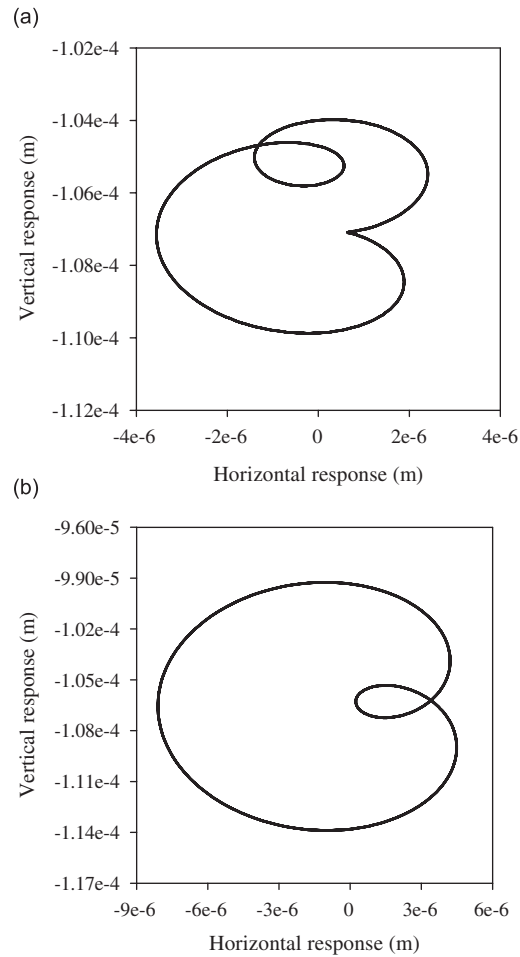 (a)
-1.02e-4
-1.04e-4
-1.06e-4
-1.08e-4
-1.10e-4
-1.12e-4
Vertical response (m)
-4e-6 -2e-6 0 2e-6 4e-6
Horizontal response (m)
(b)
-9.60e-5
-9.90e-5
-1.02e-4
-1.05e-4
-1.08e-4
-1.11e-4
-1.14e-4
-1.17e-4
Vertical response (m)
-9e-6 -6e-6 -3e-6 0 3e-6 6e-6
Horizontal response (m)